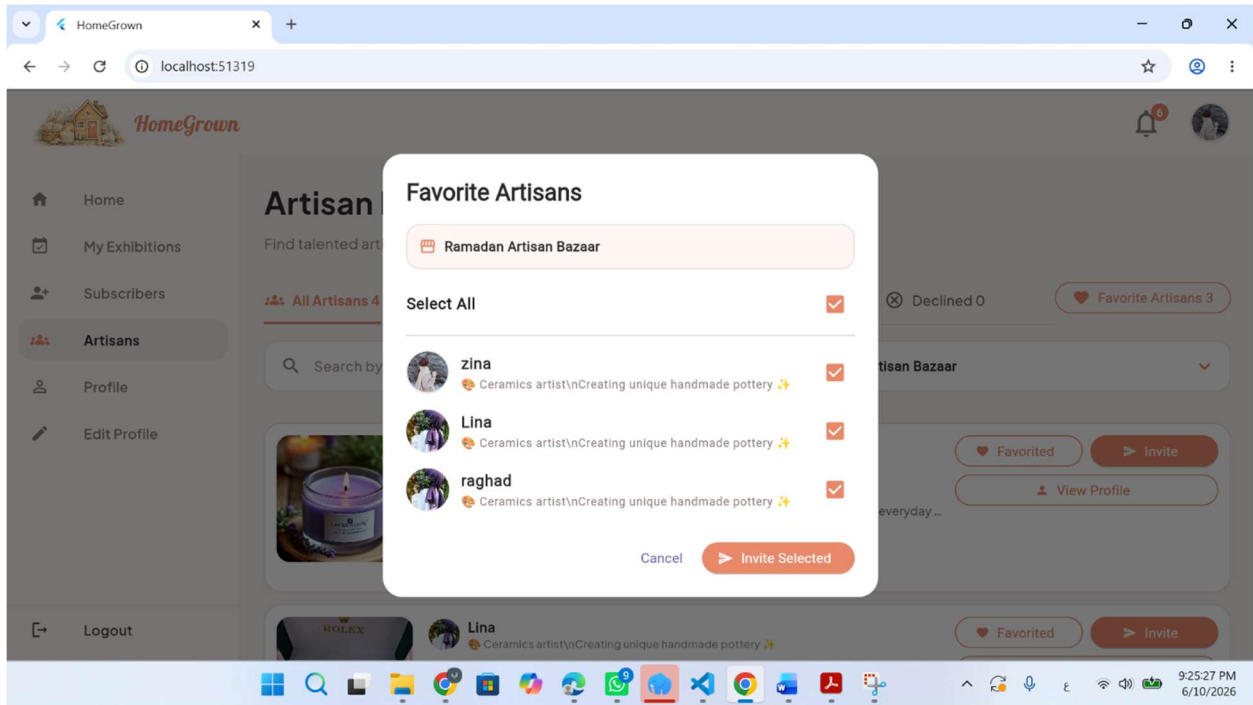 HomeGrown
localhost:51319
HomeGrown
6
Home
My Exhibitions
Subscribers
Artisans
Profile
Edit Profile
Logout
Artisan
Find talented arti
All Artisans 4
Declined 0
Favorite Artisans 3
Search by
tisan Bazaar
Favorite Artisans
Ramadan Artisan Bazaar
Select All
zina
🎨 Ceramics artist\nCreating unique handmade pottery ✨
Lina
🎨 Ceramics artist\nCreating unique handmade pottery ✨
raghad
🎨 Ceramics artist\nCreating unique handmade pottery ✨
Cancel
Invite Selected
Favorited
Invite
View Profile
everyday ...
ROLEX
Lina
🎨 Ceramics artist\nCreating unique handmade pottery ✨
Favorited
Invite
9
ع
9:25:27 PM
6/10/2026